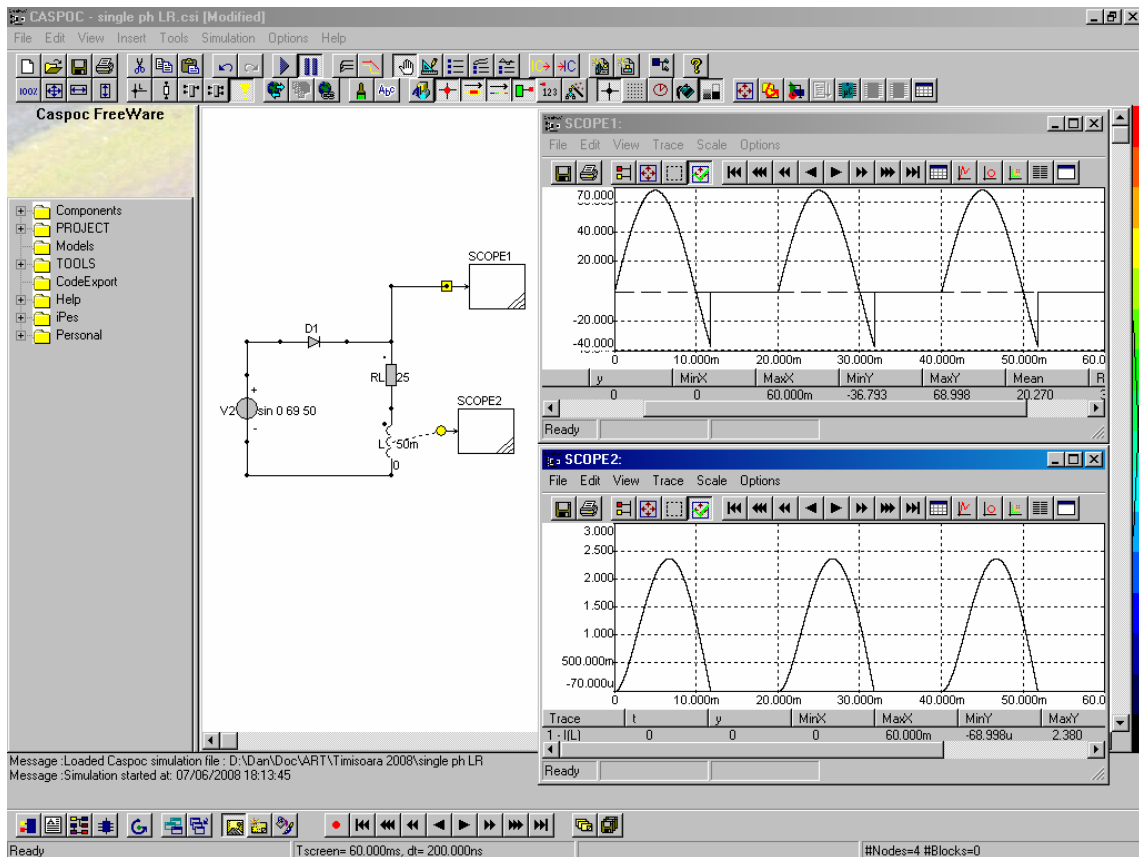 CASPOC - single ph LR.csi [Modified]
File Edit View Insert Tools Simulation Options Help
100%
Abc
123
Caspoc FreeWare
Components
PROJECT
Models
TOOLS
CodeExport
Help
iPes
Personal
D1
SCOPE1
RL 25
V2 sin 0 69 50
+
-
SCOPE2
L 50m
0
SCOPE1:
File Edit View Trace Scale Options
70.000
40.000
20.000
-20.000
-40.000
0 10.000m 20.000m 30.000m 40.000m 50.000m 60.0
y MinX MaxX MinY MaxY Mean R
0 0 60.000m -36.793 68.998 20.270
Ready
SCOPE2:
File Edit View Trace Scale Options
3.000
2.500
2.000
1.500
1.000
500.000m
-70.000u
0 10.000m 20.000m 30.000m 40.000m 50.000m 60.0
Trace t y MinX MaxX MinY MaxY
1 - I(L) 0 0 0 60.000m -68.998u 2.380
Ready
Message :Loaded Caspoc simulation file : D:\Dan\Doc\ART\Timisoara 2008\single ph LR
Message :Simulation started at: 07/06/2008 18:13:45
Ready Tscreen= 60.000ms, dt= 200.000ns #Nodes=4 #Blocks=0